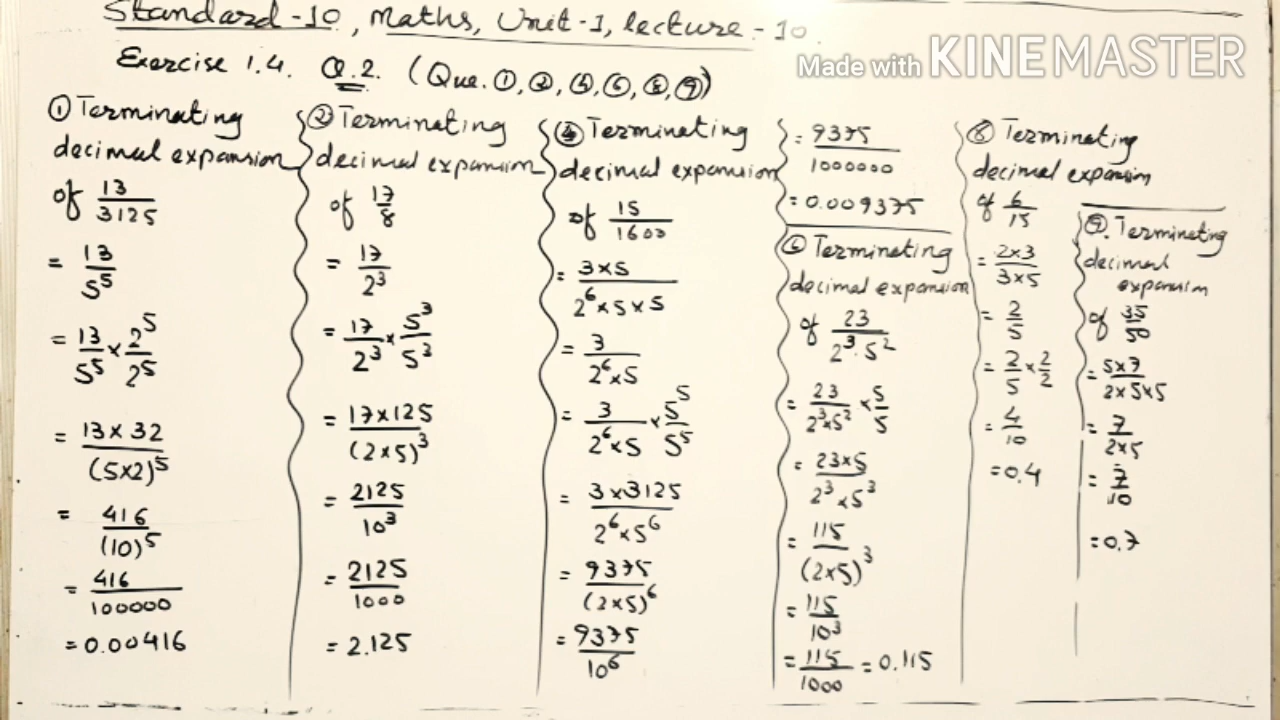 Standard-10, Maths, Unit-1, lecture-10.
Made with KINEMASTER
Exercise 1.4. Q.2. (Que. ①, ②, ④, ⑥, ⑧, ⑨)
① Terminating
decimal expansion
of 13/3125
= 13/5⁵
= 13/5⁵ × 2⁵/2⁵
= 13×32/(5×2)⁵
= 416/(10)⁵
= 416/100000
= 0.00416
② Terminating
decimal expansion
of 17/8
= 17/2³
= 17/2³ × 5³/5³
= 17×125/(2×5)³
= 2125/10³
= 2125/1000
= 2.125
④ Terminating
decimal expansion
of 15/1600
= 3×5/2⁶×5×5
= 3/2⁶×5
= 3/2⁶×5 × 5⁵/5⁵
= 3×3125/2⁶×5⁶
= 9375/(2×5)⁶
= 9375/10⁶
= 9375/1000000
= 0.009375
⑥ Terminating
decimal expansion
of 23/2³·5²
= 23/2³×5² × 5/5
= 23×5/2³×5³
= 115/(2×5)³
= 115/10³
= 115/1000 = 0.115
⑧ Terminating
decimal expansion
of 6/15
= 2×3/3×5
= 2/5
= 2/5 × 2/2
= 4/10
= 0.4
⑨. Terminating
decimal
expansion
of 35/50
= 5×7/2×5×5
= 7/2×5
= 7/10
= 0.7